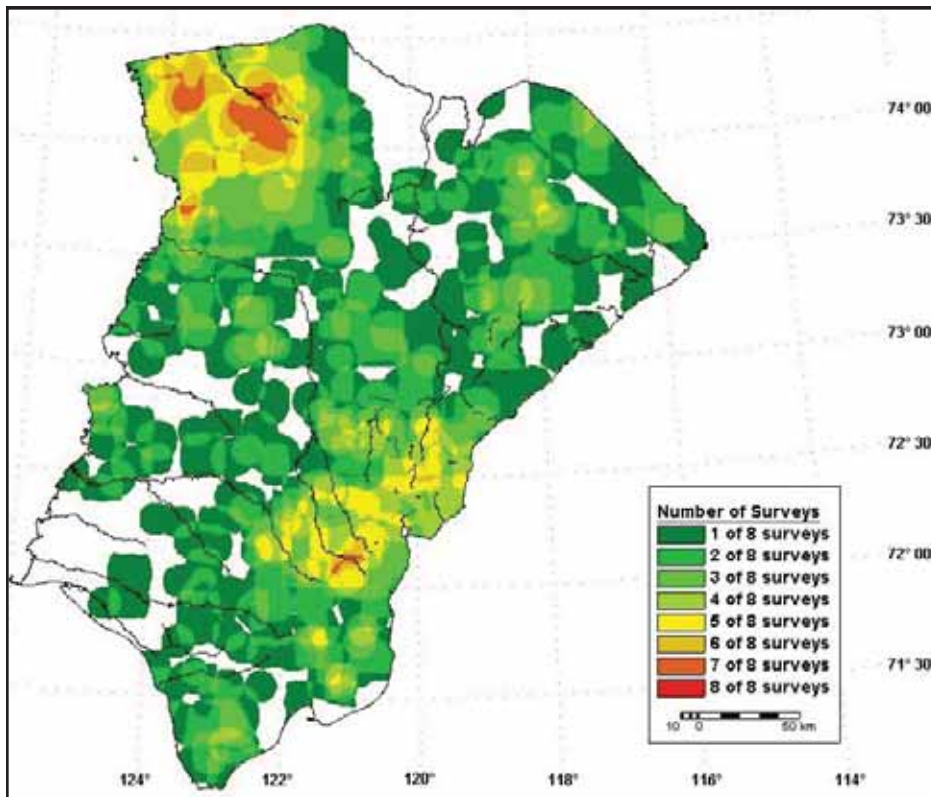 74° 00
73° 30
73° 00
72° 30
72° 00
71° 30
Number of Surveys
1 of 8 surveys
2 of 8 surveys
3 of 8 surveys
4 of 8 surveys
5 of 8 surveys
6 of 8 surveys
7 of 8 surveys
8 of 8 surveys
10 0 50 km
124° 122° 120° 118° 116° 114°